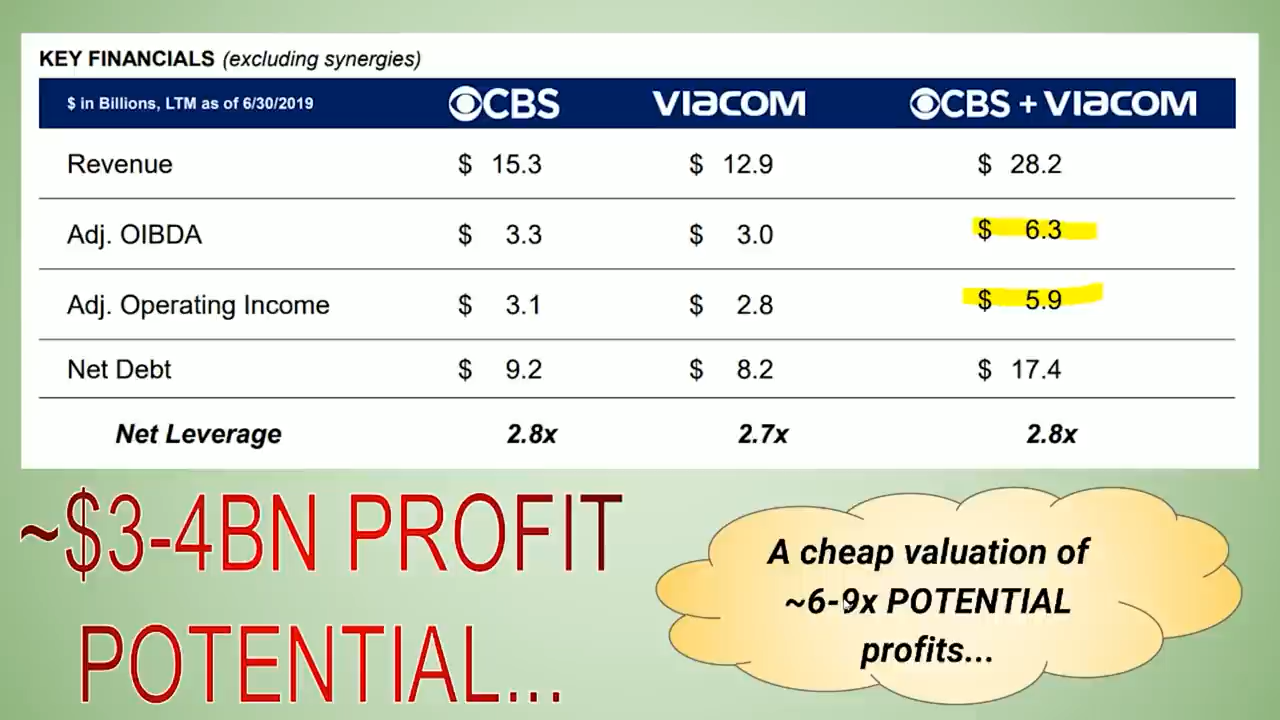 KEY FINANCIALS (excluding synergies)
$ in Billions, LTM as of 6/30/2019 CBS VIACOM CBS + VIACOM
Revenue $ 15.3 $ 12.9 $ 28.2
Adj. OIBDA $ 3.3 $ 3.0 $ 6.3
Adj. Operating Income $ 3.1 $ 2.8 $ 5.9
Net Debt $ 9.2 $ 8.2 $ 17.4
Net Leverage 2.8x 2.7x 2.8x
~$3-4BN PROFIT
POTENTIAL...
A cheap valuation of
~6-9x POTENTIAL
profits...